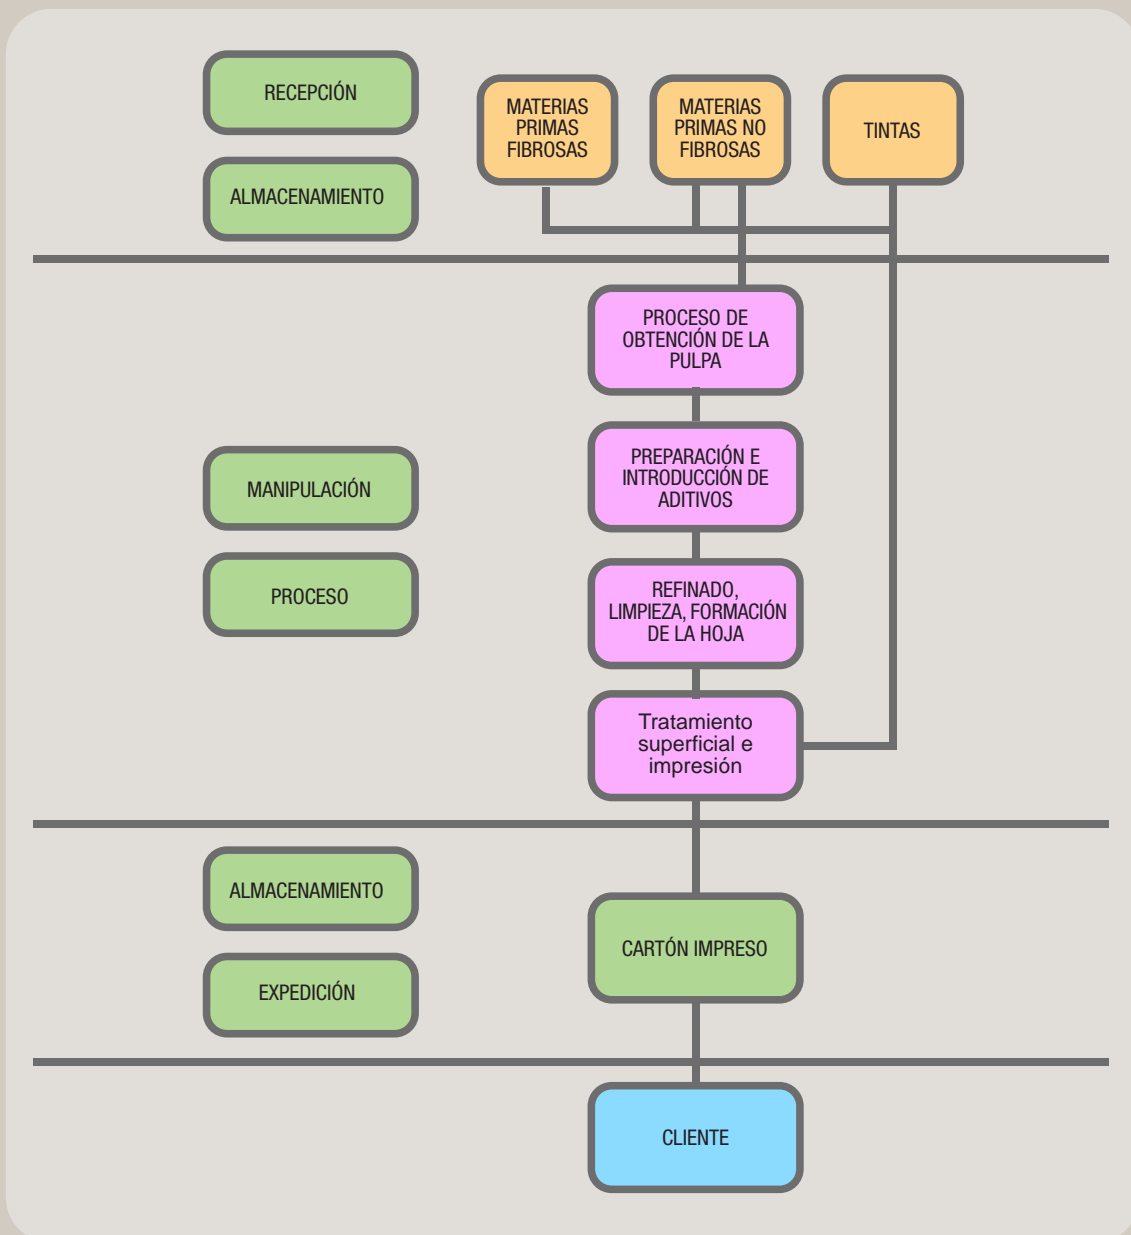 RECEPCIÓN
ALMACENAMIENTO
MATERIAS
PRIMAS
FIBROSAS
MATERIAS
PRIMAS NO
FIBROSAS
TINTAS
MANIPULACIÓN
PROCESO
PROCESO DE
OBTENCIÓN DE LA
PULPA
PREPARACIÓN E
INTRODUCCIÓN DE
ADITIVOS
REFINADO,
LIMPIEZA, FORMACIÓN
DE LA HOJA
Tratamiento
superficial e
impresión
ALMACENAMIENTO
EXPEDICIÓN
CARTÓN IMPRESO
CLIENTE